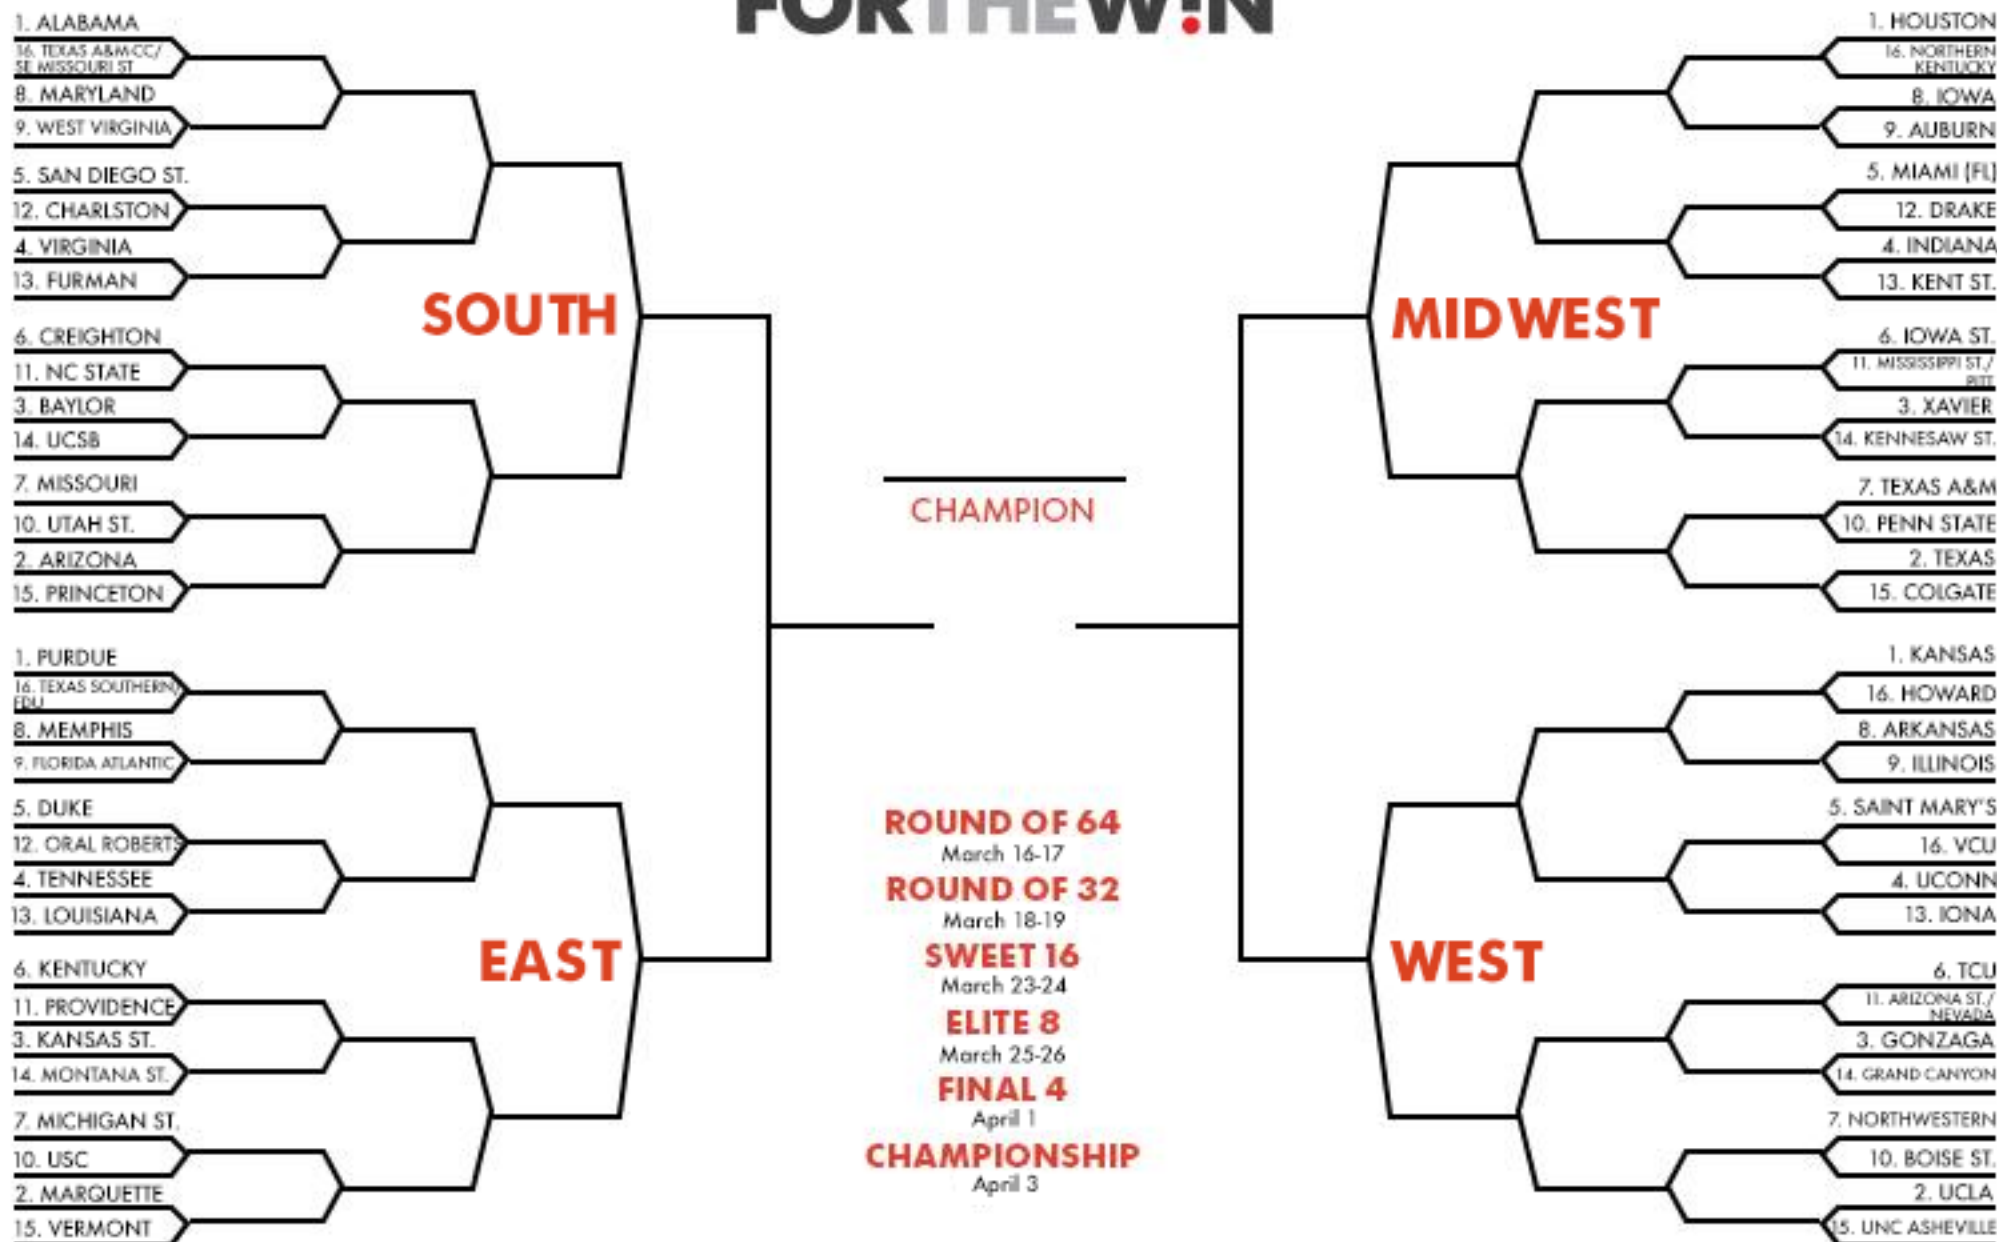 FORTHEW!N
1. ALABAMA
16. TEXAS A&M-CC/
SE MISSOURI ST
8. MARYLAND
9. WEST VIRGINIA
5. SAN DIEGO ST.
12. CHARLSTON
4. VIRGINIA
13. FURMAN
SOUTH
6. CREIGHTON
11. NC STATE
3. BAYLOR
14. UCSB
7. MISSOURI
10. UTAH ST.
2. ARIZONA
15. PRINCETON
1. PURDUE
16. TEXAS SOUTHERN/
FDU
8. MEMPHIS
9. FLORIDA ATLANTIC
5. DUKE
12. ORAL ROBERTS
4. TENNESSEE
13. LOUISIANA
EAST
6. KENTUCKY
11. PROVIDENCE
3. KANSAS ST.
14. MONTANA ST.
7. MICHIGAN ST.
10. USC
2. MARQUETTE
15. VERMONT
CHAMPION
ROUND OF 64
March 16-17
ROUND OF 32
March 18-19
SWEET 16
March 23-24
ELITE 8
March 25-26
FINAL 4
April 1
CHAMPIONSHIP
April 3
1. HOUSTON
16. NORTHERN
KENTUCKY
8. IOWA
9. AUBURN
5. MIAMI (FL)
12. DRAKE
4. INDIANA
13. KENT ST.
MIDWEST
6. IOWA ST.
11. MISSISSIPPI ST./
PITT
3. XAVIER
14. KENNESAW ST.
7. TEXAS A&M
10. PENN STATE
2. TEXAS
15. COLGATE
1. KANSAS
16. HOWARD
8. ARKANSAS
9. ILLINOIS
5. SAINT MARY'S
16. VCU
4. UCONN
13. IONA
WEST
6. TCU
11. ARIZONA ST./
NEVADA
3. GONZAGA
14. GRAND CANYON
7. NORTHWESTERN
10. BOISE ST.
2. UCLA
15. UNC ASHEVILLE